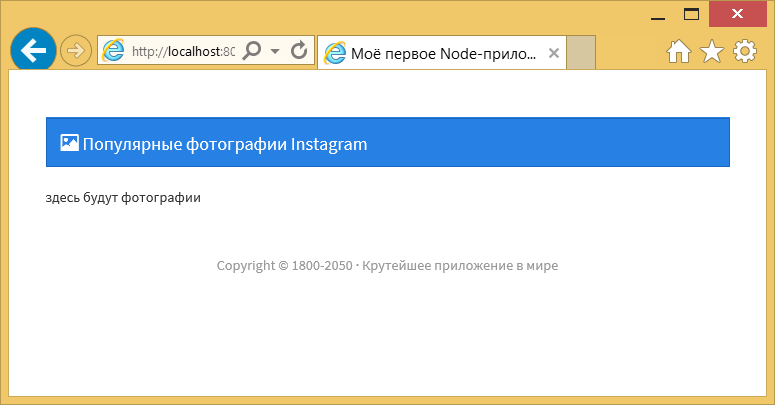 http://localhost:80
Моё первое Node-прило...
Популярные фотографии Instagram
здесь будут фотографии
Copyright © 1800-2050 · Крутейшее приложение в мире